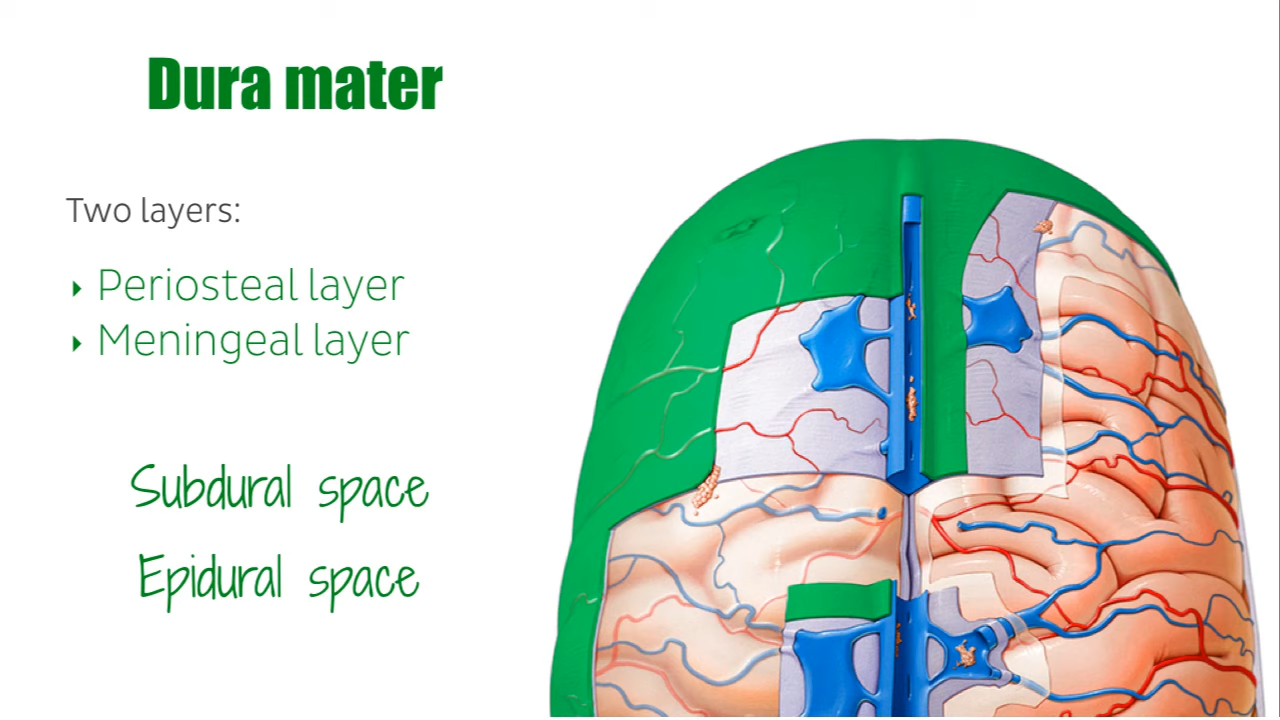 Dura mater
Two layers:
‣ Periosteal layer
‣ Meningeal layer
Subdural space
Epidural space